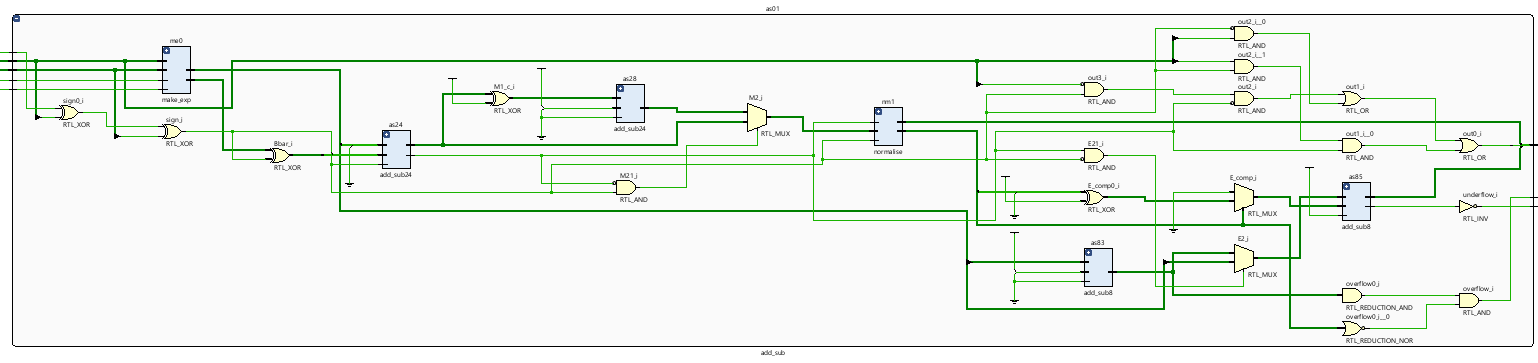 as01
me0
make_exp
sign0_i
RTL_XOR
sign_i
RTL_XOR
Bbar_i
RTL_XOR
as24
add_sub24
M1_c_i
RTL_XOR
as28
add_sub24
M21_i
RTL_AND
M2_i
RTL_MUX
nm1
normalise
out3_i
RTL_AND
E21_i
RTL_AND
E_comp0_i
RTL_XOR
as83
add_sub8
out2_i__0
RTL_AND
out2_i__1
RTL_AND
out2_i
RTL_AND
E_comp_i
RTL_MUX
E2_i
RTL_MUX
out1_i
RTL_OR
out1_i__0
RTL_AND
as85
add_sub8
overflow0_i
RTL_REDUCTION_AND
overflow0_i__0
RTL_REDUCTION_NOR
out0_i
RTL_OR
underflow_i
RTL_INV
overflow_i
RTL_AND
add_sub